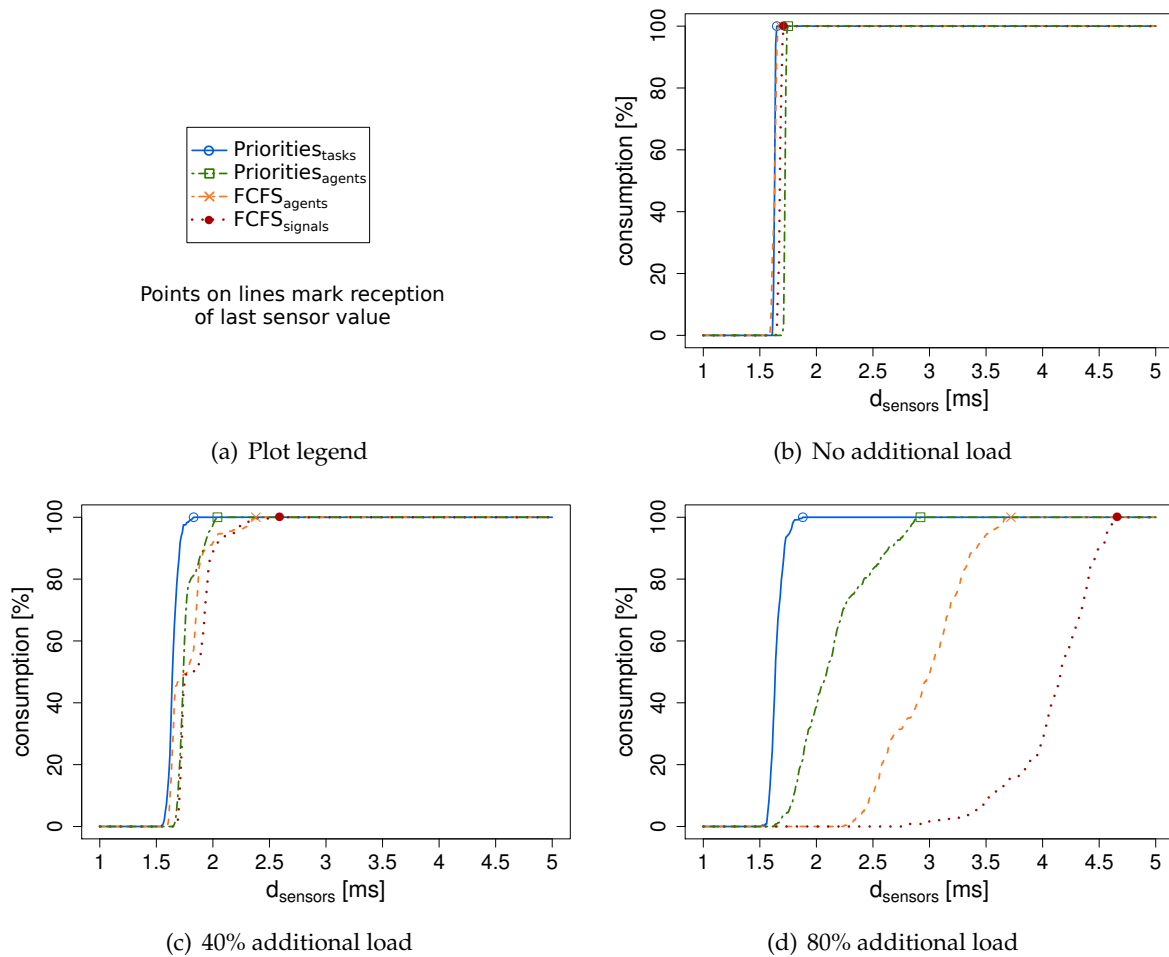 Priorities_tasks
Priorities_agents
FCFS_agents
FCFS_signals
Points on lines mark reception
of last sensor value
(a) Plot legend
consumption [%]
0 20 40 60 80 100
1 1.5 2 2.5 3 3.5 4 4.5 5
d_sensors [ms]
(b) No additional load
consumption [%]
0 20 40 60 80 100
1 1.5 2 2.5 3 3.5 4 4.5 5
d_sensors [ms]
(c) 40% additional load
consumption [%]
0 20 40 60 80 100
1 1.5 2 2.5 3 3.5 4 4.5 5
d_sensors [ms]
(d) 80% additional load